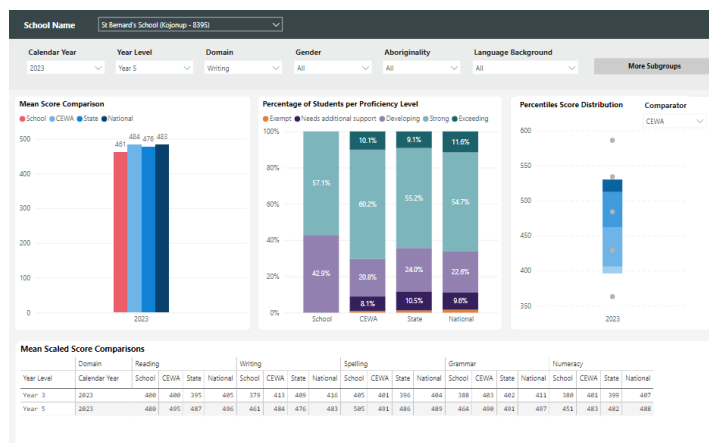 School Name St Bernard's School (Kojonup - 8395)
Calendar Year Year Level Domain Gender Aboriginality Language Background
2023 Year 5 Writing All All All More Subgroups
Mean Score Comparison
School CEWA State National
500
400
300
200
100
0
461 484 476 483
2023
Percentage of Students per Proficiency Level
Exempt Needs additional support Developing Strong Exceeding
100%
80%
60%
40%
20%
0%
10.1% 9.1% 11.6%
57.1% 60.2% 55.2% 54.7%
42.9% 20.8% 24.0% 22.6%
8.1% 10.5% 9.6%
School CEWA State National
Percentiles Score Distribution Comparator
CEWA
600
550
500
450
400
350
2023
Mean Scaled Score Comparisons
Domain Reading Writing Spelling Grammar Numeracy
Year Level Calendar Year School CEWA State National School CEWA State National School CEWA State National School CEWA State National School CEWA State National
Year 3 2023 400 400 395 405 379 413 409 416 405 401 396 404 388 403 402 411 380 401 399 407
Year 5 2023 480 495 487 496 461 484 476 483 505 491 486 489 464 490 491 497 451 483 482 488